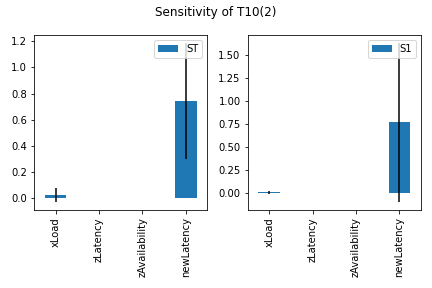 Sensitivity of T10(2)
ST
1.2
1.0
0.8
0.6
0.4
0.2
0.0
xLoad
zLatency
zAvailability
newLatency
S1
1.50
1.25
1.00
0.75
0.50
0.25
0.00
xLoad
zLatency
zAvailability
newLatency